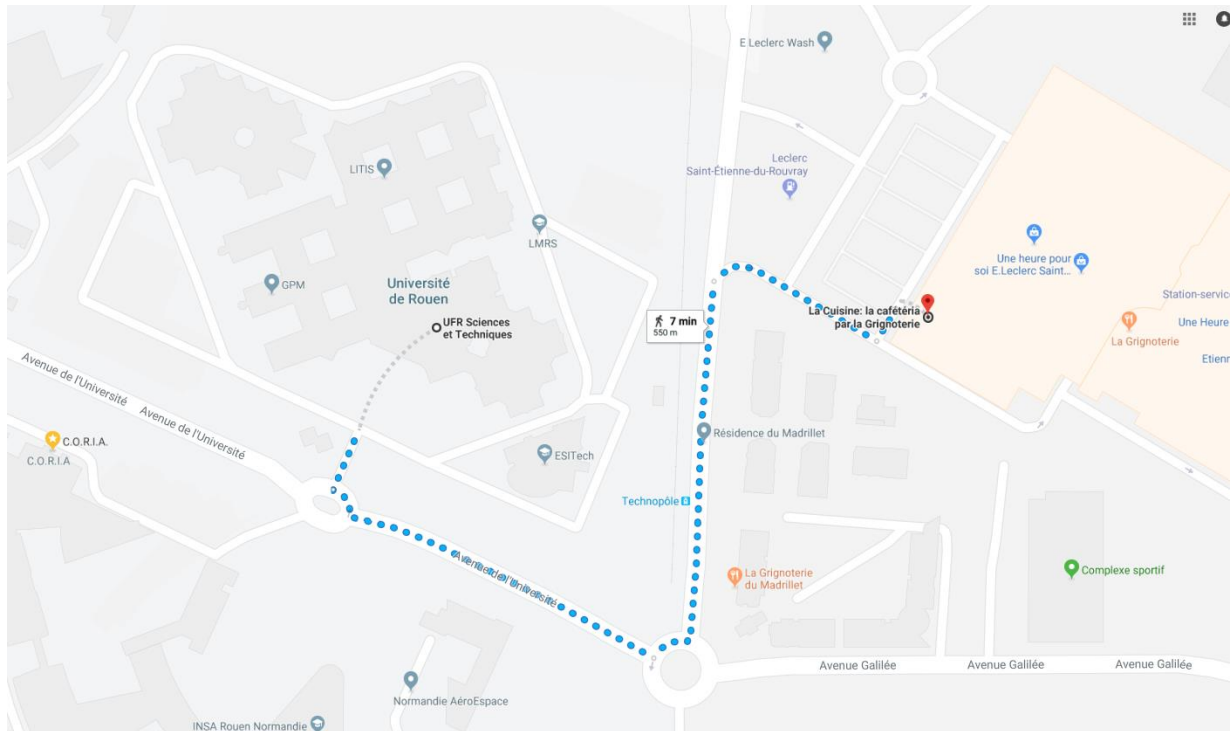 E Leclerc Wash
LITIS
Leclerc
Saint-Étienne-du-Rouvray
LMRS
Une heure pour
soi E.Leclerc Saint...
GPM
Université
de Rouen
Station-service
UFR Sciences
et Techniques
7 min
550 m
La Cuisine: la cafétéria
par la Grignoterie
Une Heure
La Grignoterie
Etienn
Avenue de l'Université
Avenue de l'Université
C.O.R.I.A.
C.O.R.I.A
Résidence du Madrillet
ESITech
Technopôle
Avenue de l'Université
La Grignoterie
du Madrillet
Complexe sportif
Avenue Galilée
Avenue Galilée
Avenue Galilée
Normandie AéroEspace
INSA Rouen Normandie